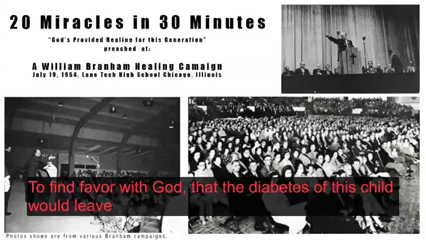 20 Miracles in 30 Minutes
"God's Provided Healing for this Generation"
preached at:
A William Branham Healing Camaign
July 19, 1954, Lane Tech High School Chicago, Illinois
To find favor with God, that the diabetes of this child
would leave
Photos shown are from various Branham campaigns.